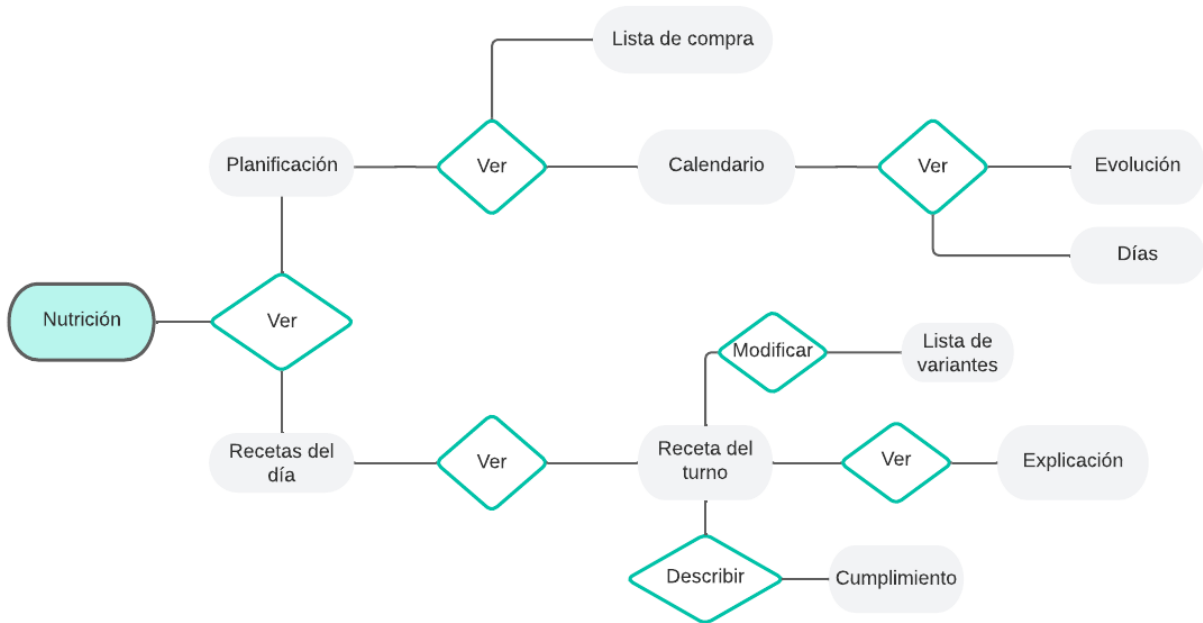 Lista de compra
Planificación
Ver
Calendario
Ver
Evolución
Días
Nutrición
Ver
Modificar
Lista de
variantes
Recetas del
día
Ver
Receta del
turno
Ver
Explicación
Describir
Cumplimiento